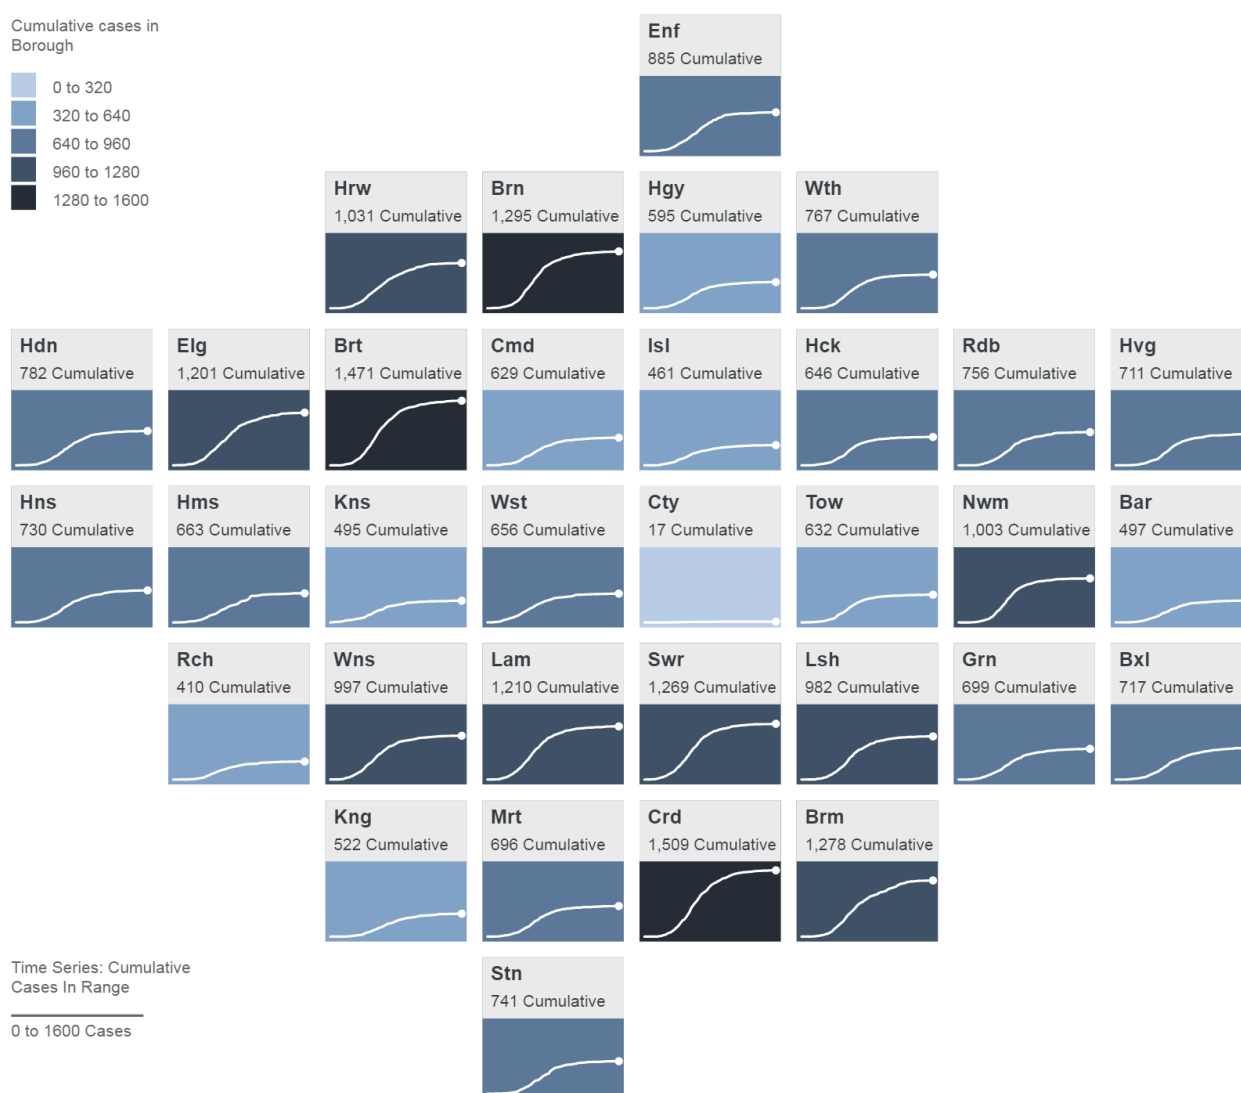 Cumulative cases in
Borough
0 to 320
320 to 640
640 to 960
960 to 1280
1280 to 1600
Enf
885 Cumulative
Hrw
1,031 Cumulative
Brn
1,295 Cumulative
Hgy
595 Cumulative
Wth
767 Cumulative
Hdn
782 Cumulative
Elg
1,201 Cumulative
Brt
1,471 Cumulative
Cmd
629 Cumulative
Isl
461 Cumulative
Hck
646 Cumulative
Rdb
756 Cumulative
Hvg
711 Cumulative
Hns
730 Cumulative
Hms
663 Cumulative
Kns
495 Cumulative
Wst
656 Cumulative
Cty
17 Cumulative
Tow
632 Cumulative
Nwm
1,003 Cumulative
Bar
497 Cumulative
Rch
410 Cumulative
Wns
997 Cumulative
Lam
1,210 Cumulative
Swr
1,269 Cumulative
Lsh
982 Cumulative
Grn
699 Cumulative
Bxl
717 Cumulative
Kng
522 Cumulative
Mrt
696 Cumulative
Crd
1,509 Cumulative
Brm
1,278 Cumulative
Stn
741 Cumulative
Time Series: Cumulative
Cases In Range
0 to 1600 Cases